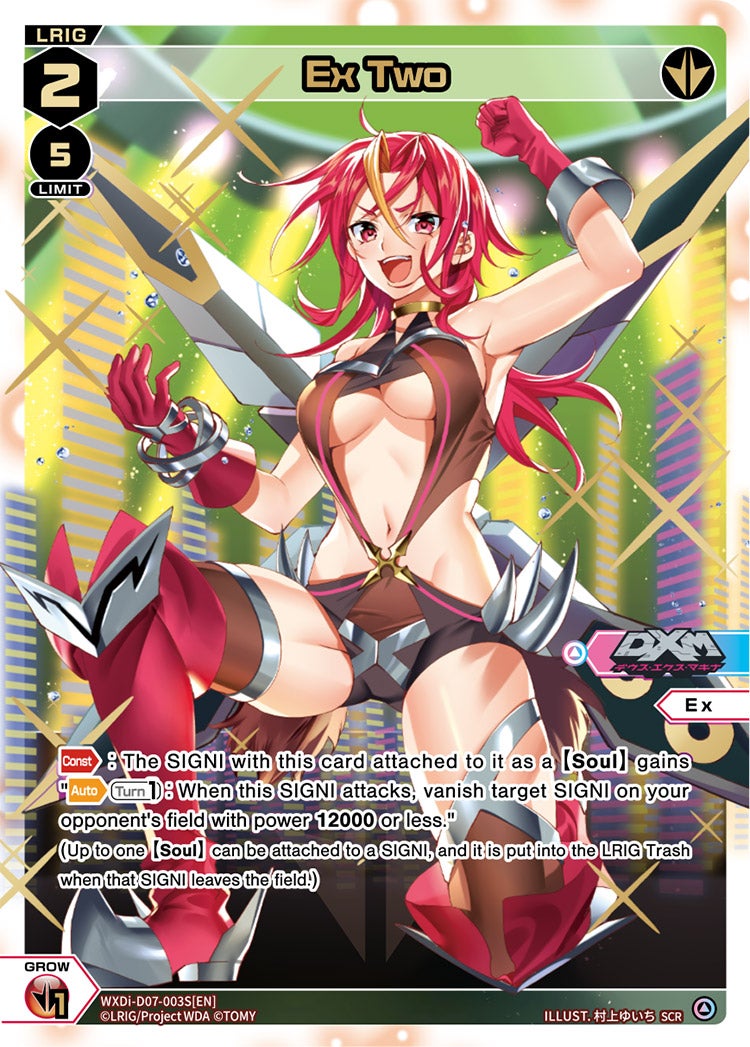 LRIG
2
Ex Two
5
LIMIT
DXM
デウス・エクス・マキナ
Ex
Const : The SIGNI with this card attached to it as a 【Soul】 gains
"Auto Turn 1 : When this SIGNI attacks, vanish target SIGNI on your
opponent's field with power 12000 or less."
(Up to one 【Soul】 can be attached to a SIGNI, and it is put into the LRIG Trash
when that SIGNI leaves the field.)
GROW
1
WXDi-D07-003S[EN]
©LRIG/Project WDA ©TOMY
ILLUST. 村上ゆいち SCR